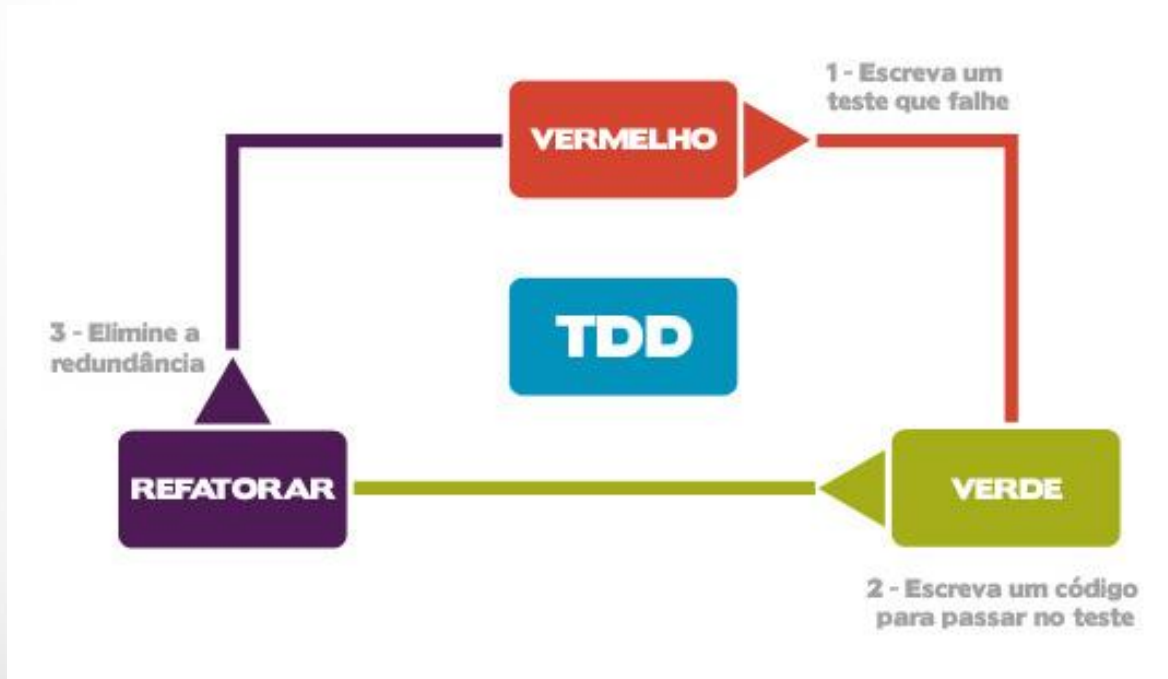 VERMELHO
1 - Escreva um
teste que falhe
TDD
3 - Elimine a
redundância
REFATORAR
VERDE
2 - Escreva um código
para passar no teste